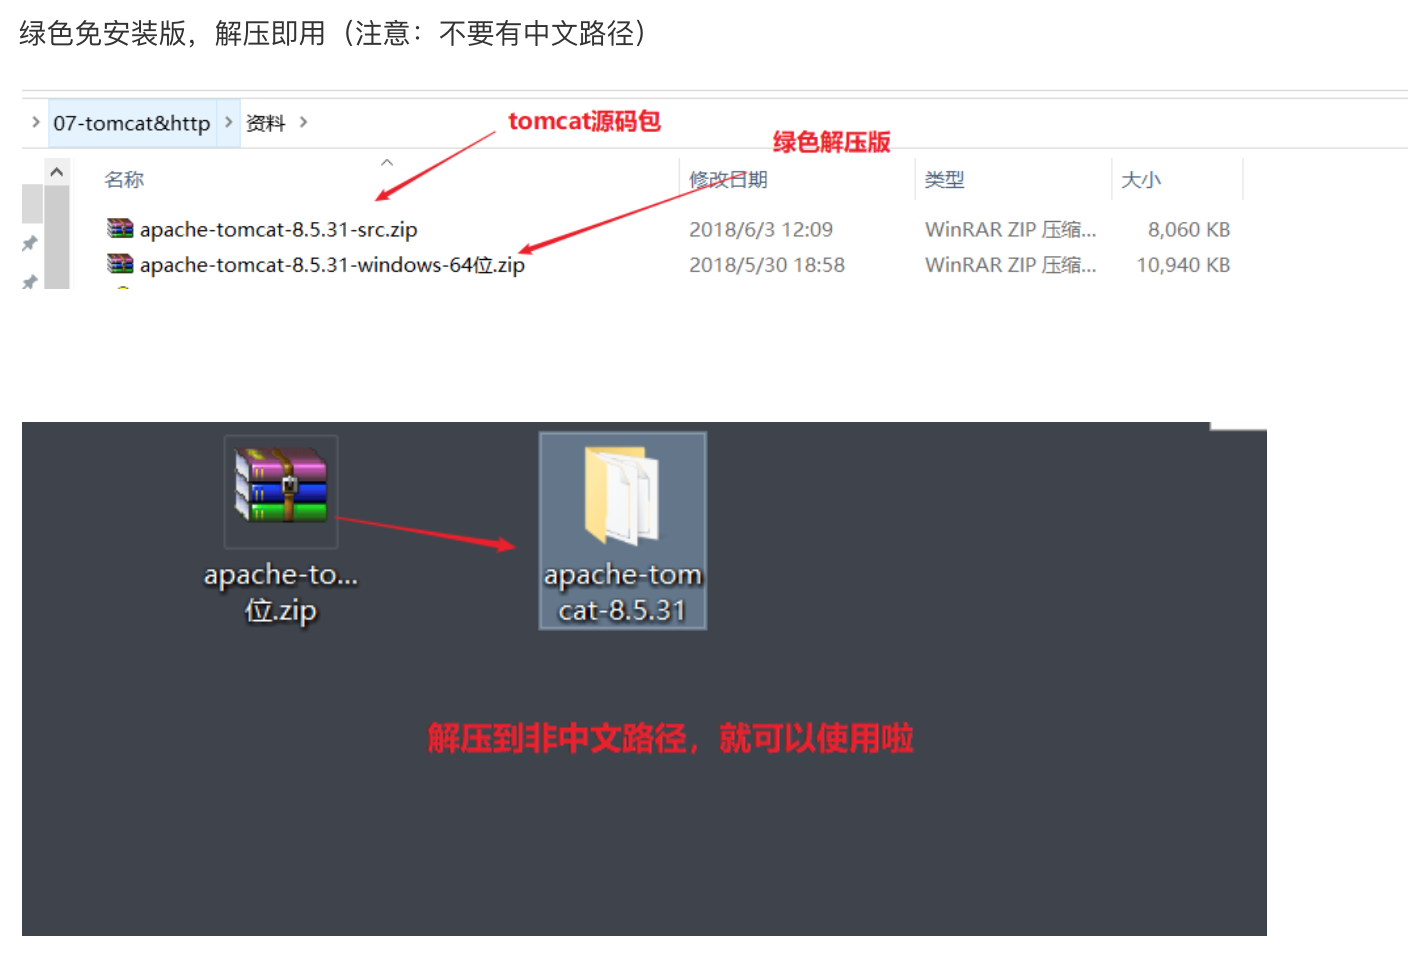 绿色免安装版，解压即用（注意：不要有中文路径）
07-tomcat&http 资料
tomcat源码包
绿色解压版
名称 修改日期 类型 大小
apache-tomcat-8.5.31-src.zip 2018/6/3 12:09 WinRAR ZIP 压缩... 8,060 KB
apache-tomcat-8.5.31-windows-64位.zip 2018/5/30 18:58 WinRAR ZIP 压缩... 10,940 KB
apache-to...
位.zip
apache-tom
cat-8.5.31
解压到非中文路径，就可以使用啦